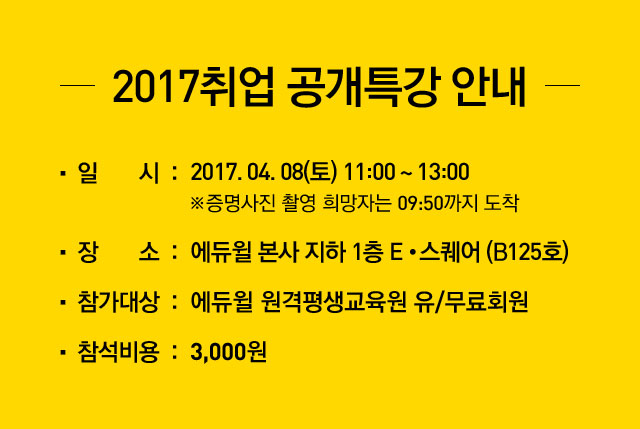 2017취업 공개특강 안내
▪ 일 시 : 2017. 04. 08(토) 11:00 ~ 13:00
※증명사진 촬영 희망자는 09:50까지 도착
▪ 장 소 : 에듀윌 본사 지하 1층 E・스퀘어 (B125호)
▪ 참가대상 : 에듀윌 원격평생교육원 유/무료회원
▪ 참석비용 : 3,000원